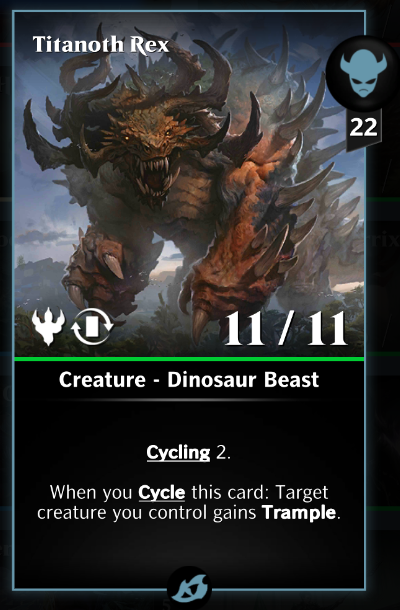 Titanoth Rex
22
11 / 11
Creature - Dinosaur Beast
Cycling 2.
When you Cycle this card: Target
creature you control gains Trample.